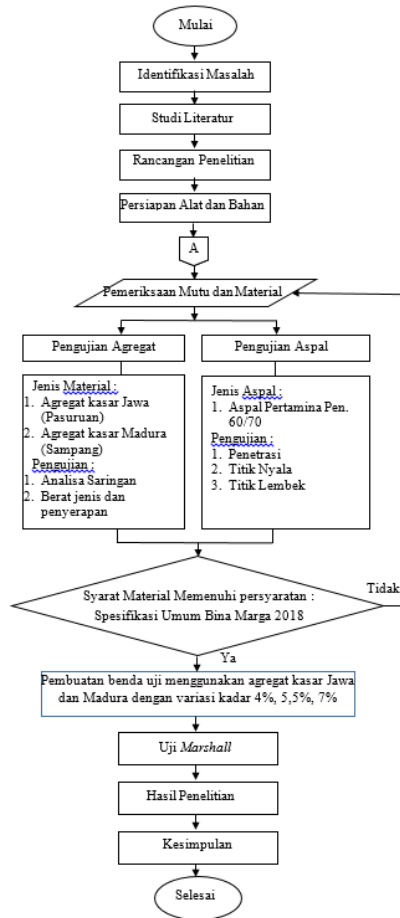 Mulai
Identifikasi Masalah
Studi Literatur
Rancangan Penelitian
Persiapan Alat dan Bahan
A
Pemeriksaan Mutu dan Material
Pengujian Agregat
Jenis Material :
1. Agregat kasar Jawa
(Pasuruan)
2. Agregat kasar Madura
(Sampang)
Pengujian :
1. Analisa Saringan
2. Berat jenis dan
penyerapan
Pengujian Aspal
Jenis Aspal :
1. Aspal Pertamina Pen.
60/70
Pengujian :
1. Penetrasi
2. Titik Nyala
3. Titik Lembek
Syarat Material Memenuhi persyaratan :
Spesifikasi Umum Bina Marga 2018
Tidak
Ya
Pembuatan benda uji menggunakan agregat kasar Jawa
dan Madura dengan variasi kadar 4%, 5,5%, 7%
Uji Marshall
Hasil Penelitian
Kesimpulan
Selesai